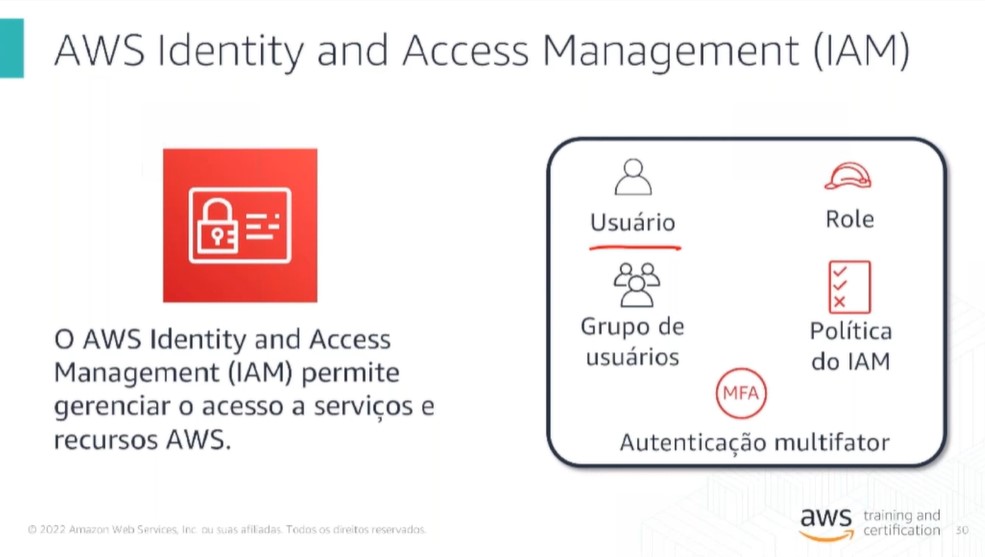 AWS Identity and Access Management (IAM)
O AWS Identity and Access
Management (IAM) permite
gerenciar o acesso a serviços e
recursos AWS.
Usuário
Role
Grupo de
usuários
Política
do IAM
MFA
Autenticação multifator
© 2022 Amazon Web Services, Inc. ou suas afiliadas. Todos os direitos reservados.
aws
training and
certification
30